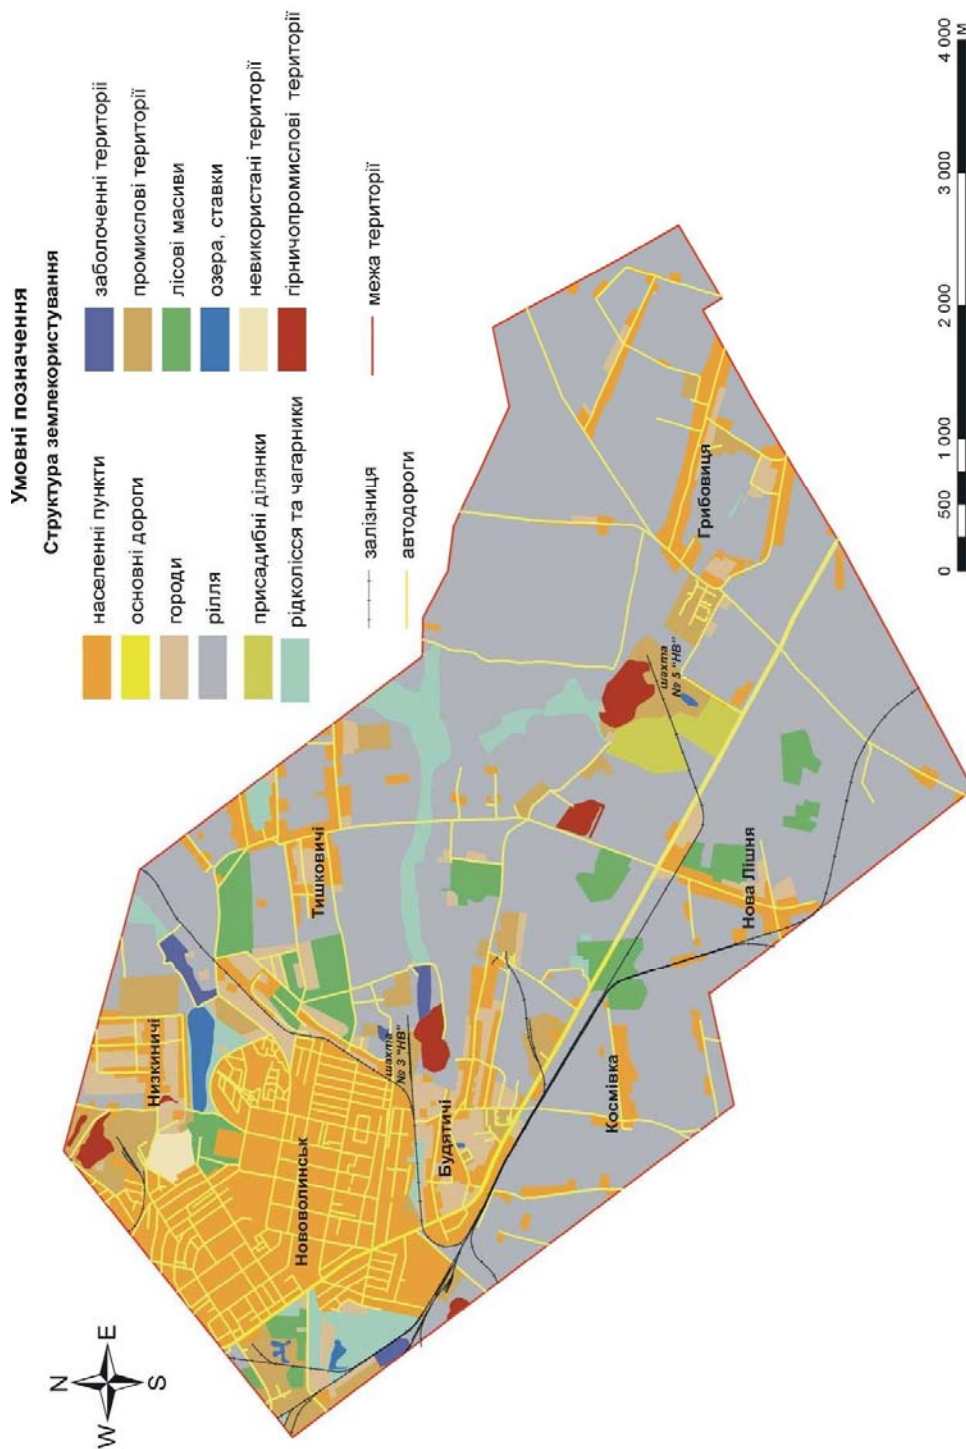 Умовні позначення
Структура землекористування
населенні пункти
основні дороги
городи
рілля
присадибні ділянки
рідколісся та чагарники
заболоченні території
промислові території
лісові масиви
озера, ставки
невикористані території
гірничопромислові території
залізниця
автодороги
межа території
N
W
E
S
Низкиничі
Нововолинськ
Тишковичі
шахта
№ 3 "НВ"
Будятичі
Космівка
Нова Лішня
шахта
№ 5 "НВ"
Грибовиця
0
500
1 000
2 000
3 000
4 000
М